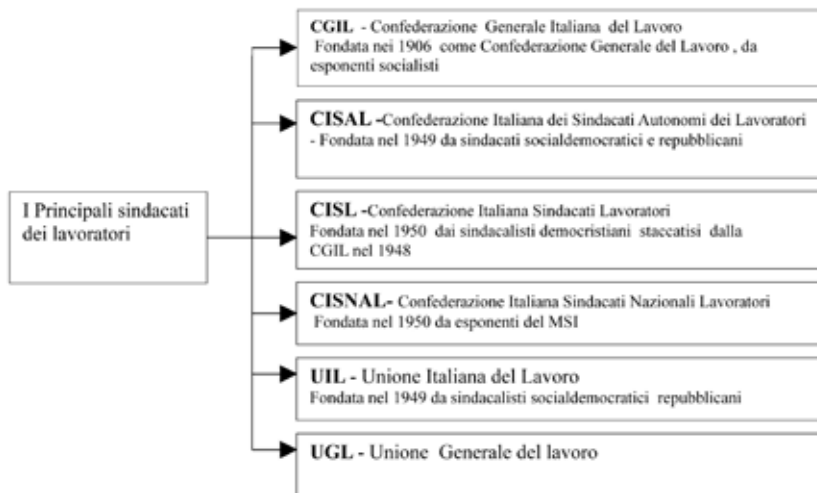 I Principali sindacati
dei lavoratori
CGIL - Confederazione Generale Italiana del Lavoro
Fondata nei 1906 come Confederazione Generale del Lavoro , da
esponenti socialisti
CISAL -Confederazione Italiana dei Sindacati Autonomi dei Lavoratori
- Fondata nel 1949 da sindacati socialdemocratici e repubblicani
CISL -Confederazione Italiana Sindacati Lavoratori
Fondata nel 1950 dai sindacalisti democristiani staccatisi dalla
CGIL nel 1948
CISNAL- Confederazione Italiana Sindacati Nazionali Lavoratori
Fondata nel 1950 da esponenti del MSI
UIL - Unione Italiana del Lavoro
Fondata nel 1949 da sindacalisti socialdemocratici repubblicani
UGL - Unione Generale del lavoro